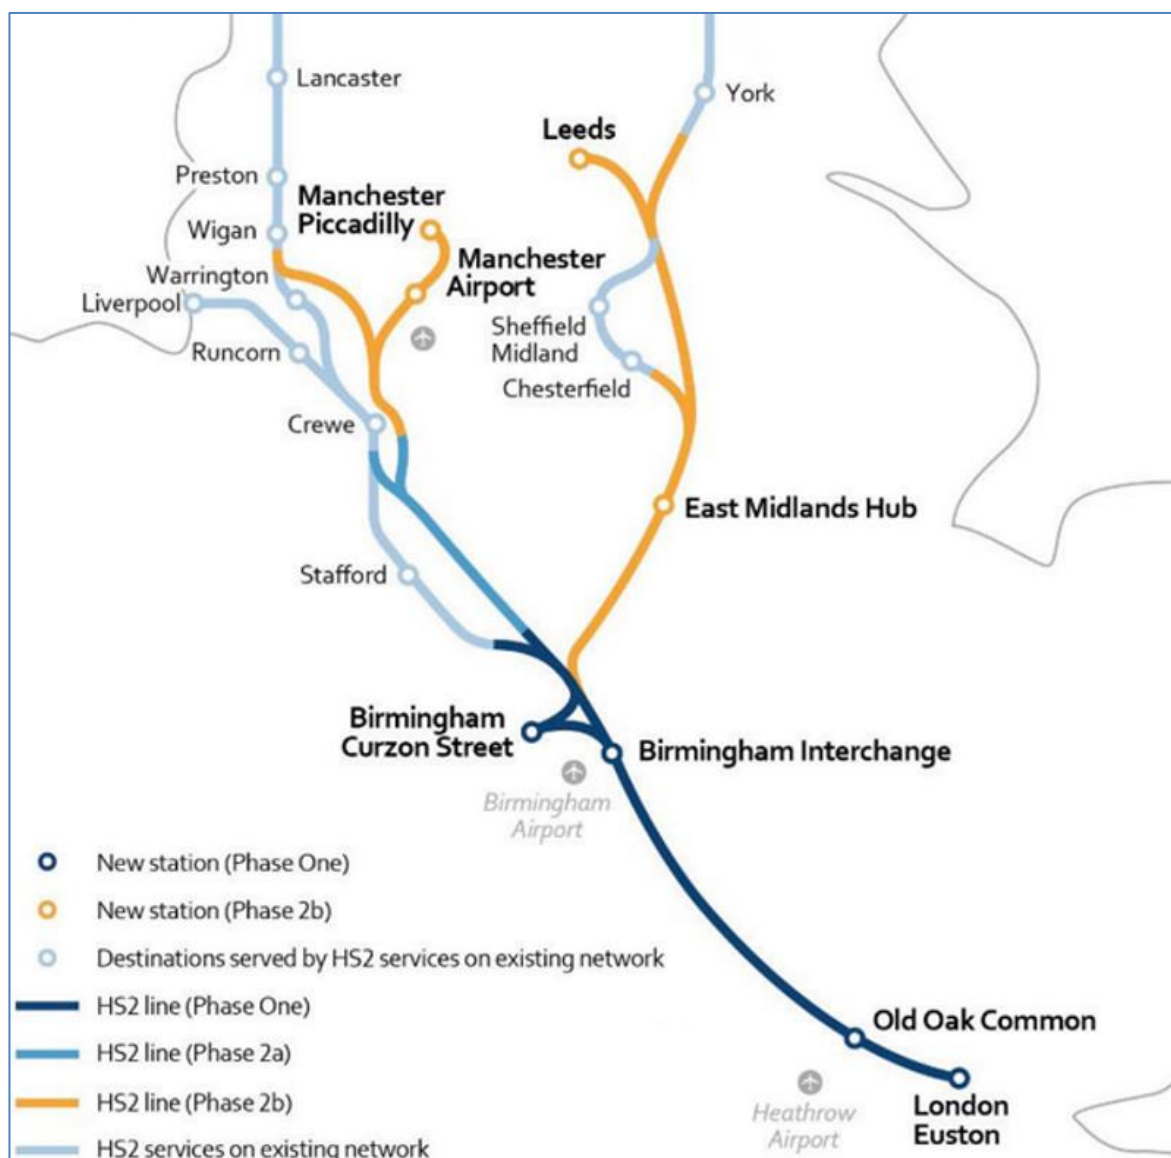 Lancaster
York
Leeds
Preston
Manchester
Piccadilly
Wigan
Manchester
Airport
Warrington
Liverpool
Sheffield
Midland
Runcorn
Chesterfield
Crewe
East Midlands Hub
Stafford
Birmingham
Curzon Street
Birmingham Interchange
Birmingham
Airport
New station (Phase One)
New station (Phase 2b)
Destinations served by HS2 services on existing network
HS2 line (Phase One)
HS2 line (Phase 2a)
HS2 line (Phase 2b)
HS2 services on existing network
Old Oak Common
Heathrow
Airport
London
Euston